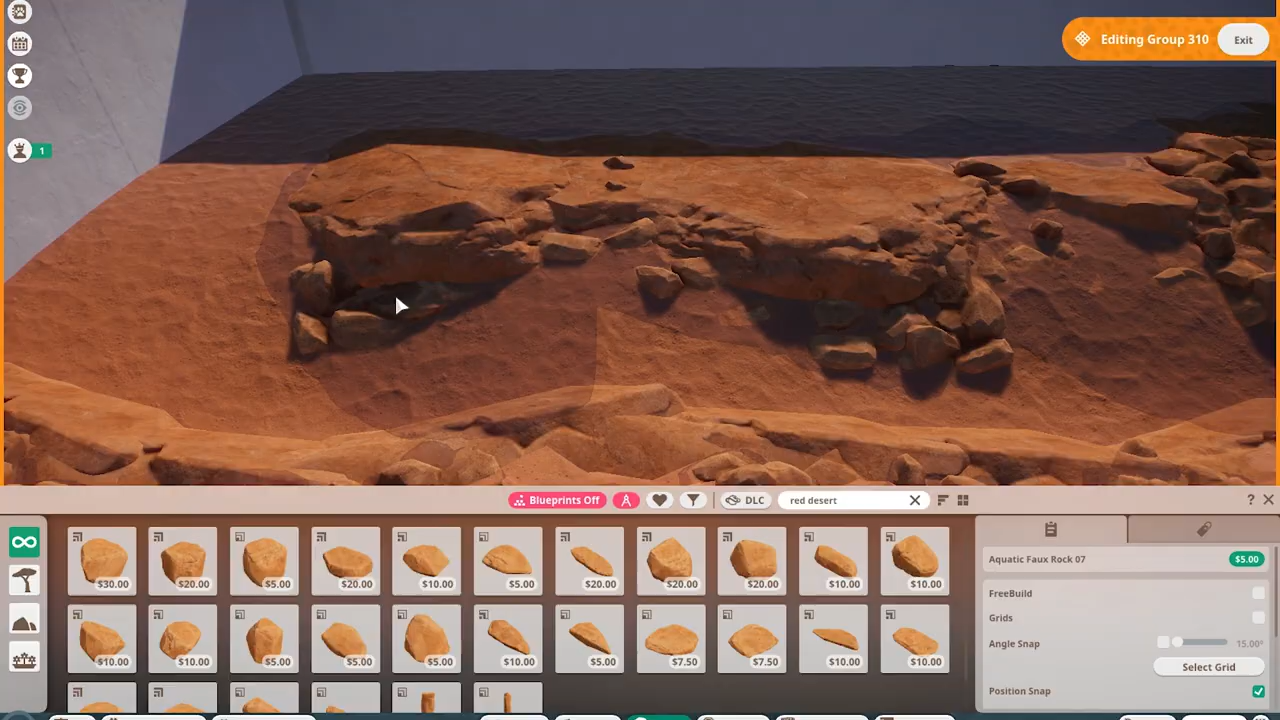 Editing Group 310
Exit
1
Blueprints Off
DLC
red desert
?
$30.00
$20.00
$5.00
$20.00
$10.00
$5.00
$20.00
$20.00
$20.00
$10.00
$10.00
$10.00
$10.00
$5.00
$5.00
$5.00
$10.00
$5.00
$7.50
$7.50
$10.00
$10.00
Aquatic Faux Rock 07
$5.00
FreeBuild
Grids
Angle Snap
15.00°
Select Grid
Position Snap